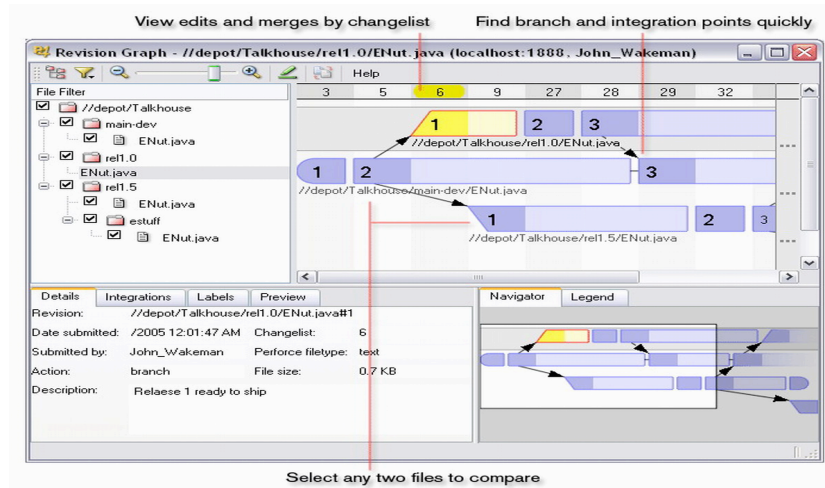 View edits and merges by changelist
Find branch and integration points quickly
Revision Graph - //depot/Talkhouse/rel1.0/ENut.java (localhost:1888, John_Wakeman)
Help
File Filter
3 5 6 9 27 28 29 32
//depot/Talkhouse
main-dev
ENut.java
rel1.0
ENut.java
rel1.5
ENut.java
estuff
ENut.java
1 2 3
//depot/Talkhouse/rel1.0/ENut.java
1 2 3
//depot/Talkhouse/main-dev/ENut.java
1 2 3
//depot/Talkhouse/rel1.5/ENut.java
Details Integrations Labels Preview
Revision: //depot/Talkhouse/rel1.0/ENut.java#1
Date submitted: /2005 12:01:47 AM Changelist: 6
Submitted by: John_Wakeman Perforce filetype: text
Action: branch File size: 0.7 KB
Description: Relaese 1 ready to ship
Navigator Legend
Select any two files to compare